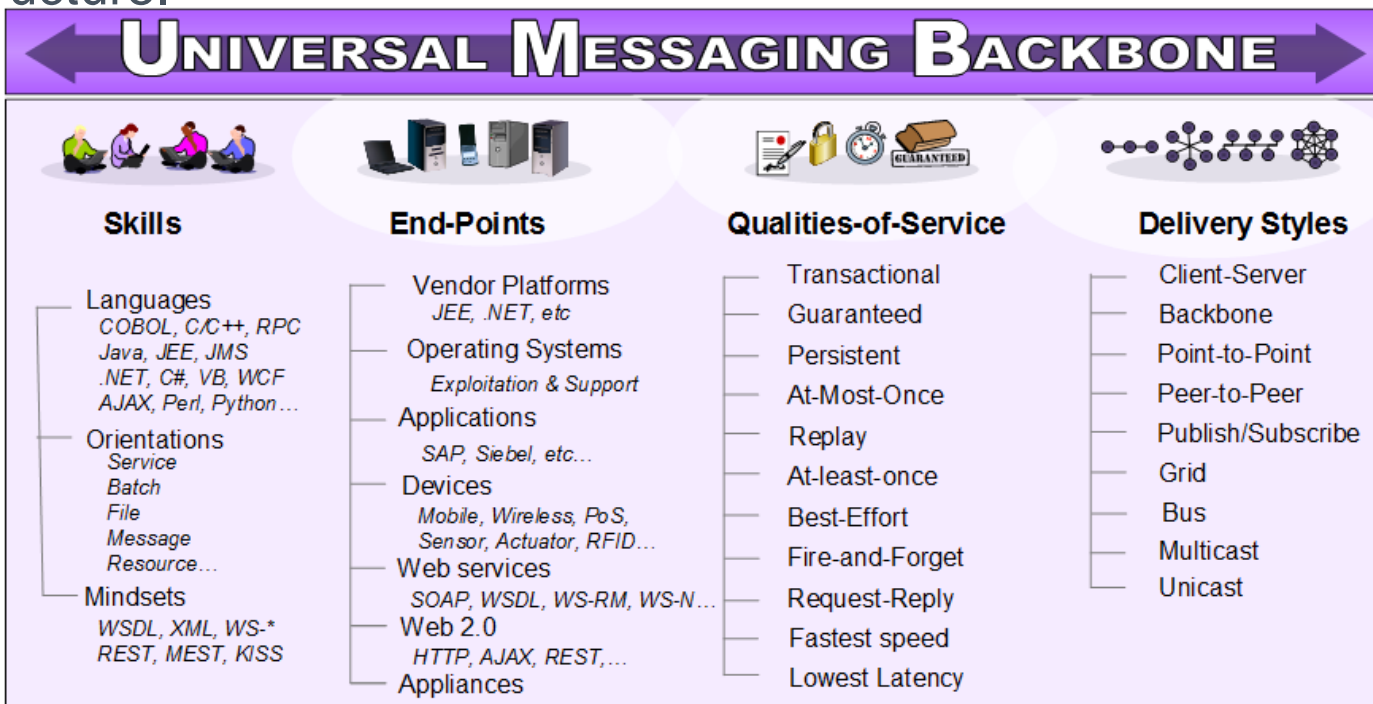 UNIVERSAL MESSAGING BACKBONE
GUARANTEED
Skills
Languages
COBOL, C/C++, RPC
Java, JEE, JMS
.NET, C#, VB, WCF
AJAX, Perl, Python…
Orientations
Service
Batch
File
Message
Resource…
Mindsets
WSDL, XML, WS-*
REST, MEST, KISS
End-Points
Vendor Platforms
JEE, .NET, etc
Operating Systems
Exploitation & Support
Applications
SAP, Siebel, etc…
Devices
Mobile, Wireless, PoS,
Sensor, Actuator, RFID…
Web services
SOAP, WSDL, WS-RM, WS-N…
Web 2.0
HTTP, AJAX, REST,…
Appliances
Qualities-of-Service
Transactional
Guaranteed
Persistent
At-Most-Once
Replay
At-least-once
Best-Effort
Fire-and-Forget
Request-Reply
Fastest speed
Lowest Latency
Delivery Styles
Client-Server
Backbone
Point-to-Point
Peer-to-Peer
Publish/Subscribe
Grid
Bus
Multicast
Unicast